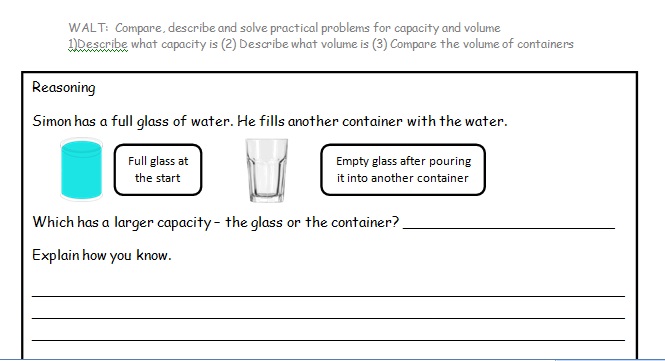 WALT: Compare, describe and solve practical problems for capacity and volume
1)Describe what capacity is (2) Describe what volume is (3) Compare the volume of containers
Reasoning
Simon has a full glass of water. He fills another container with the water.
Full glass at
the start
Empty glass after pouring
it into another container
Which has a larger capacity – the glass or the container?
Explain how you know.